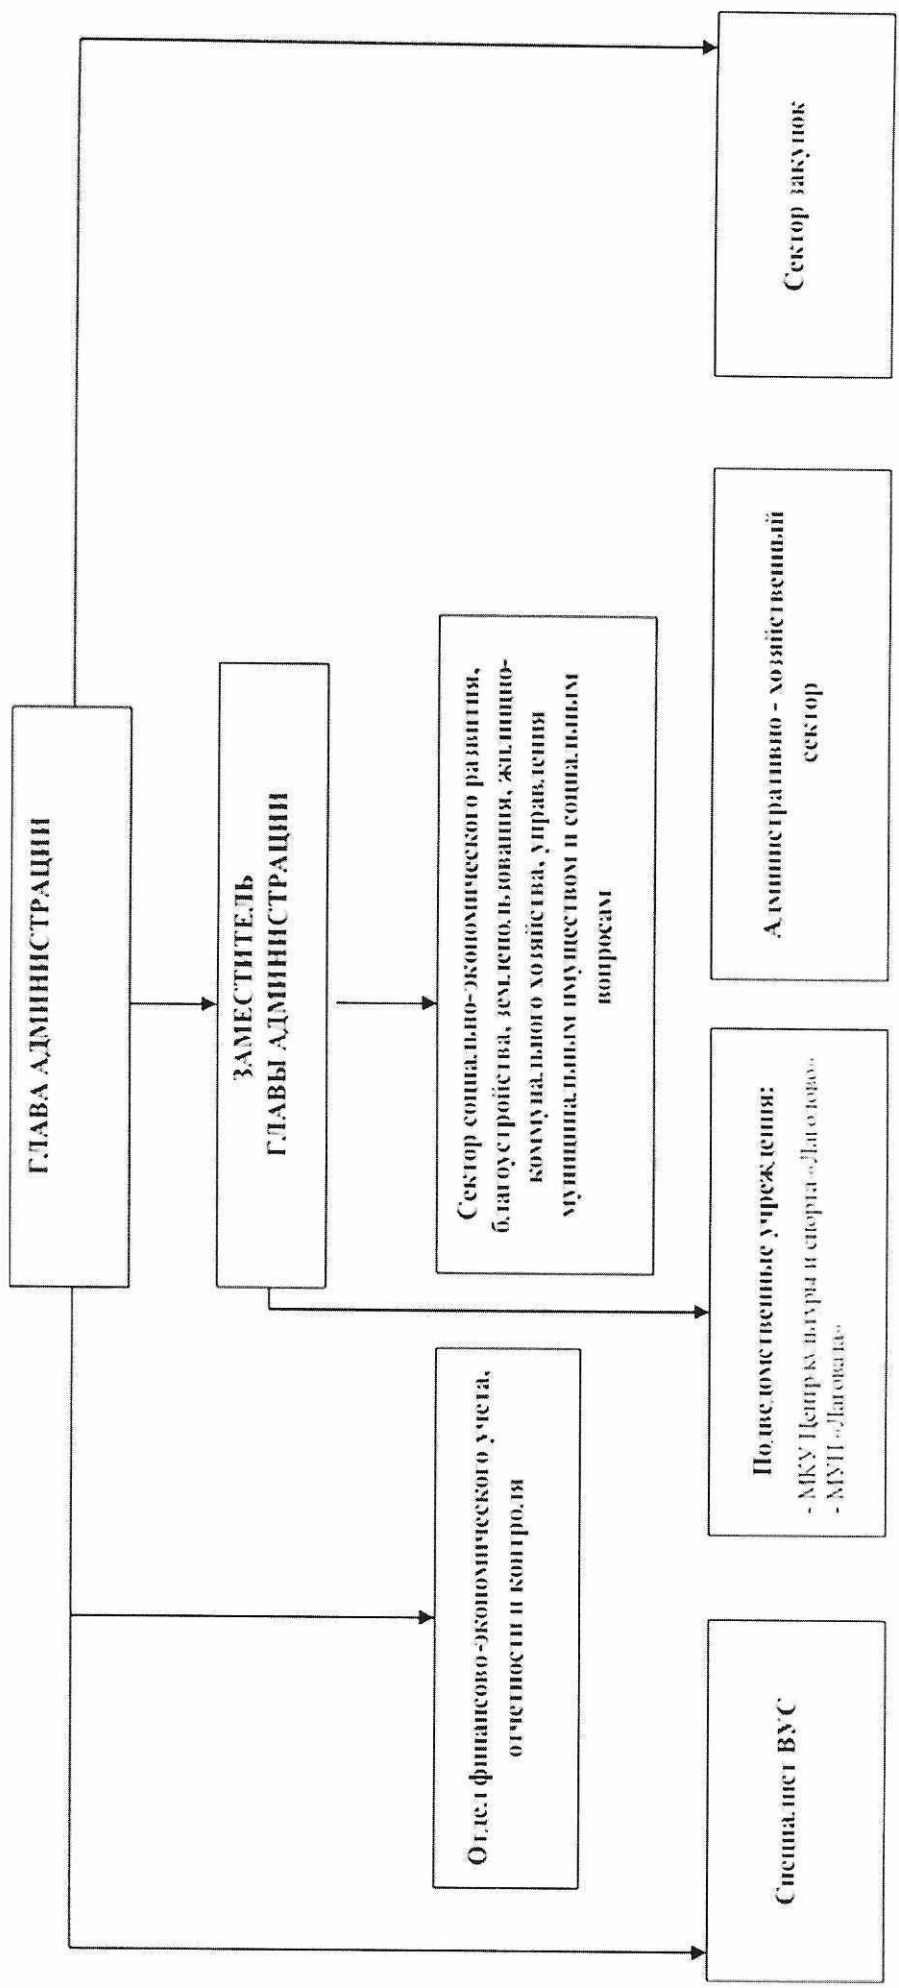 ГЛАВА АДМИНИСТРАЦИИ
ЗАМЕСТИТЕЛЬ
ГЛАВЫ АДМИНИСТРАЦИИ
Отдел финансово-экономического учета,
отчетности и контроля
Сектор социально-экономического развития,
благоустройства, землепользования, жилищно-
коммунального хозяйства, управления
муниципальным имуществом и социальным
вопросам
Специалист ВУС
Подведомственные учреждения:
- МКУ Центр культуры и спорта «Лаголово»
- МУП
Административно - хозяйственный
сектор
Сектор закупок